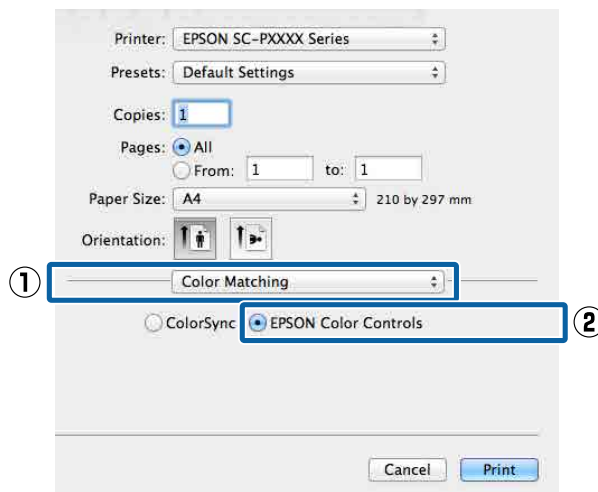 Printer: EPSON SC-PXXXX Series
Presets: Default Settings
Copies: 1
Pages: All
From: 1 to: 1
Paper Size: A4 210 by 297 mm
Orientation:
1 Color Matching
ColorSync EPSON Color Controls 2
Cancel Print